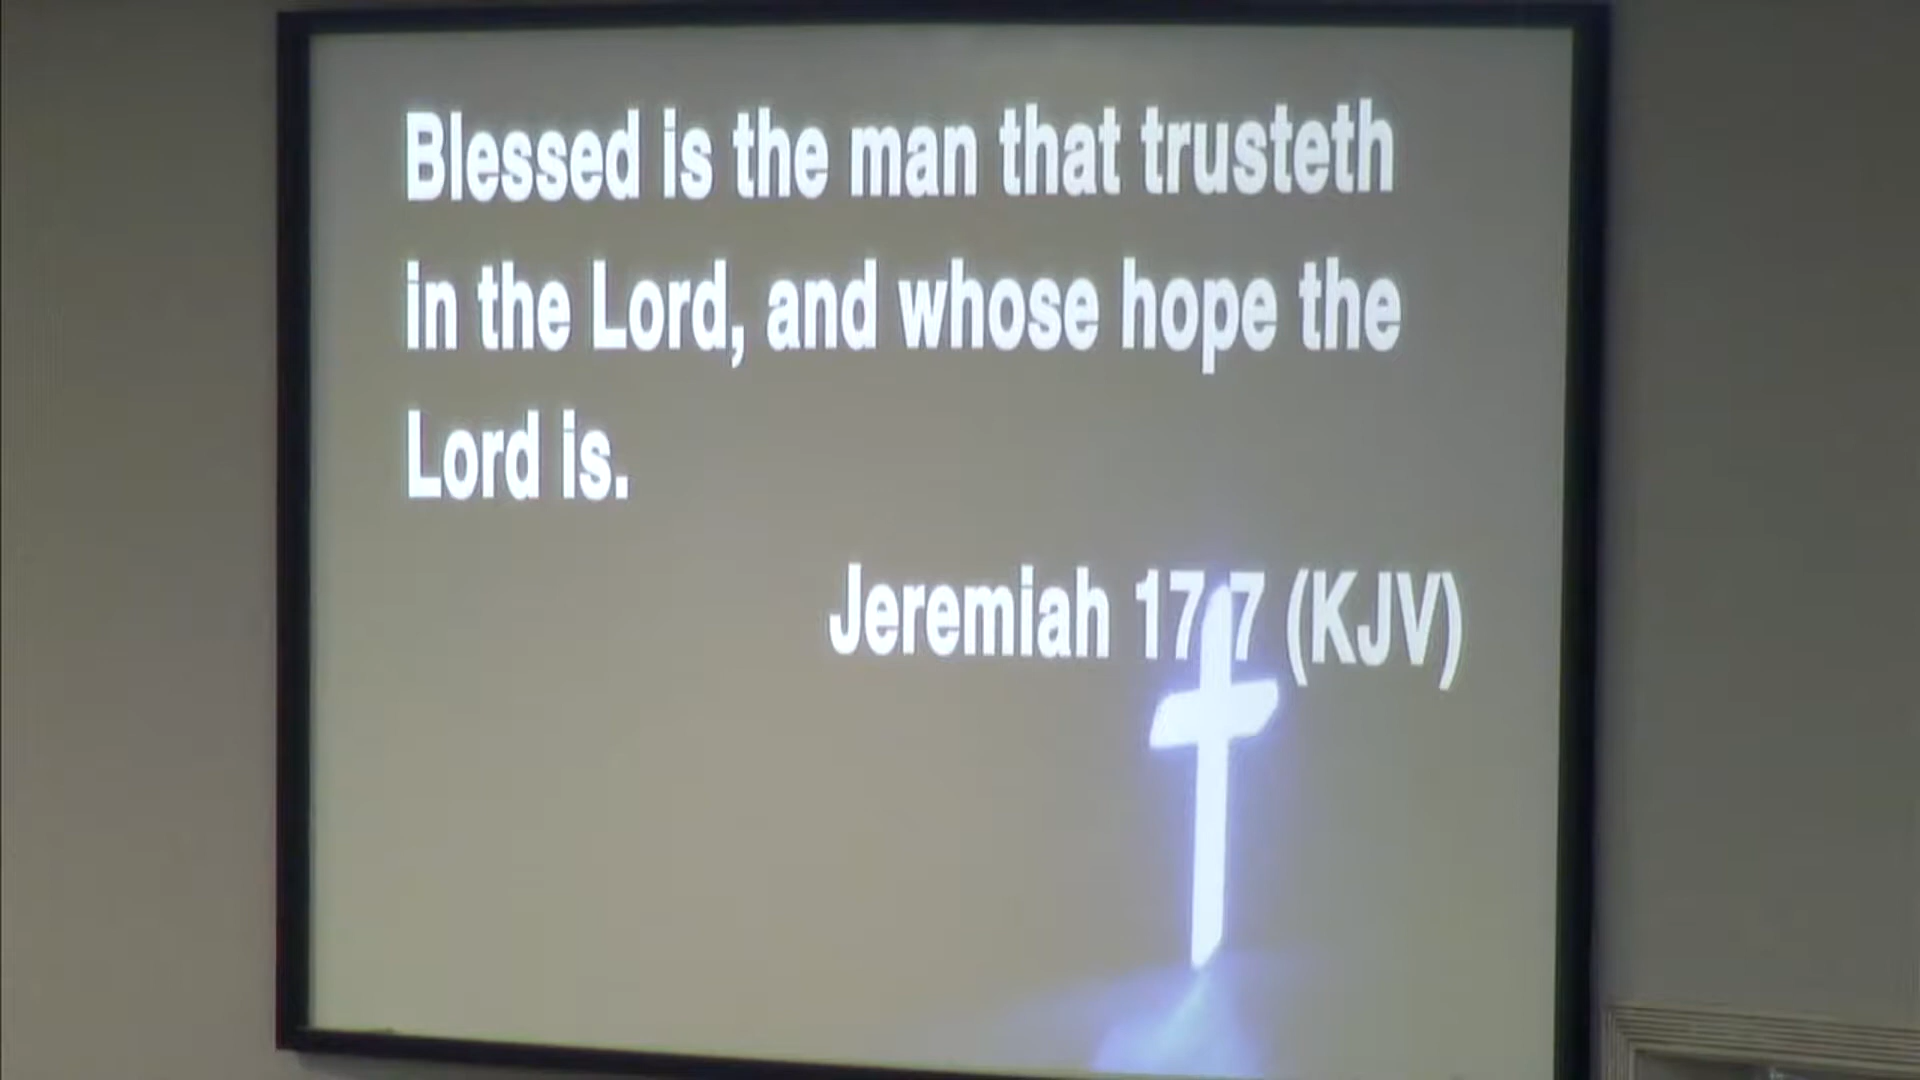 Blessed is the man that trusteth
in the Lord, and whose hope the
Lord is.
Jeremiah 17:7 (KJV)